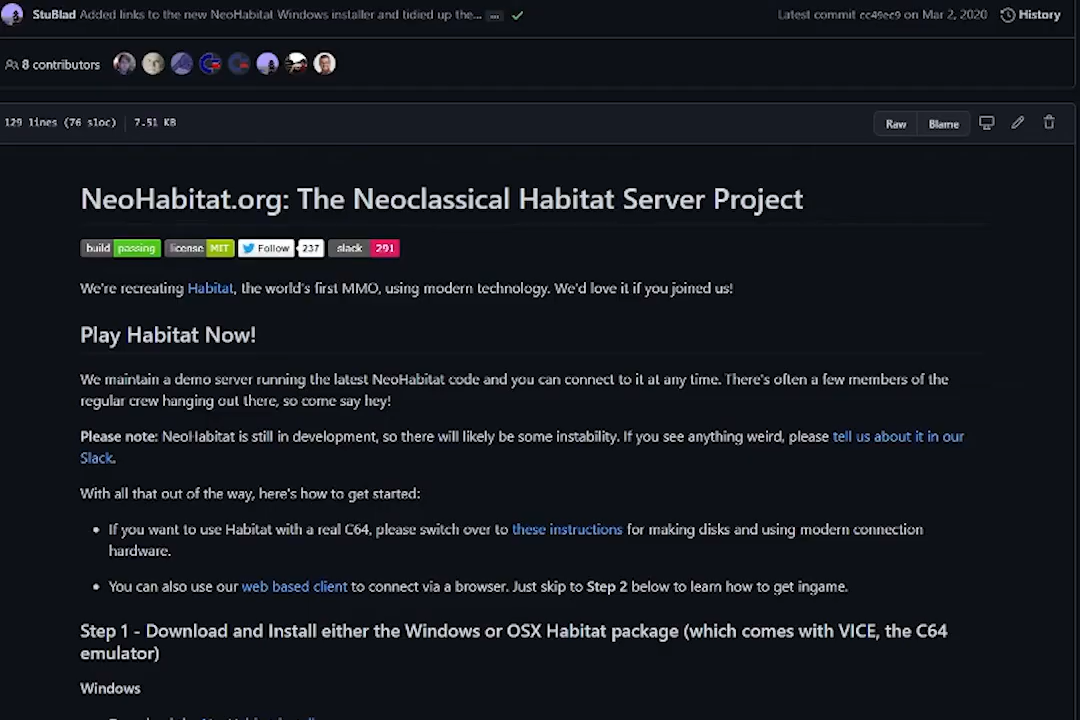 StuBlad Added links to the new NeoHabitat Windows installer and tidied up the... ... Latest commit cc49ec9 on Mar 2, 2020 History
8 contributors
129 lines (76 sloc) 7.51 KB Raw Blame
NeoHabitat.org: The Neoclassical Habitat Server Project
build passing license MIT Follow 237 slack 291
We're recreating Habitat, the world's first MMO, using modern technology. We'd love it if you joined us!
Play Habitat Now!
We maintain a demo server running the latest NeoHabitat code and you can connect to it at any time. There's often a few members of the
regular crew hanging out there, so come say hey!
Please note: NeoHabitat is still in development, so there will likely be some instability. If you see anything weird, please tell us about it in our
Slack.
With all that out of the way, here's how to get started:
• If you want to use Habitat with a real C64, please switch over to these instructions for making disks and using modern connection
hardware.
• You can also use our web based client to connect via a browser. Just skip to Step 2 below to learn how to get ingame.
Step 1 - Download and Install either the Windows or OSX Habitat package (which comes with VICE, the C64
emulator)
Windows